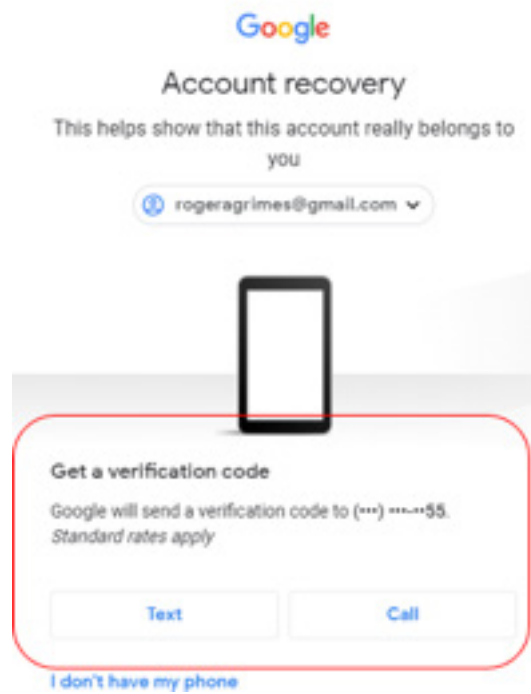 Google
Account recovery
This helps show that this account really belongs to
you
rogeragrimes@gmail.com
Get a verification code
Google will send a verification code to (•••) •••-••55.
Standard rates apply
Text Call
I don't have my phone